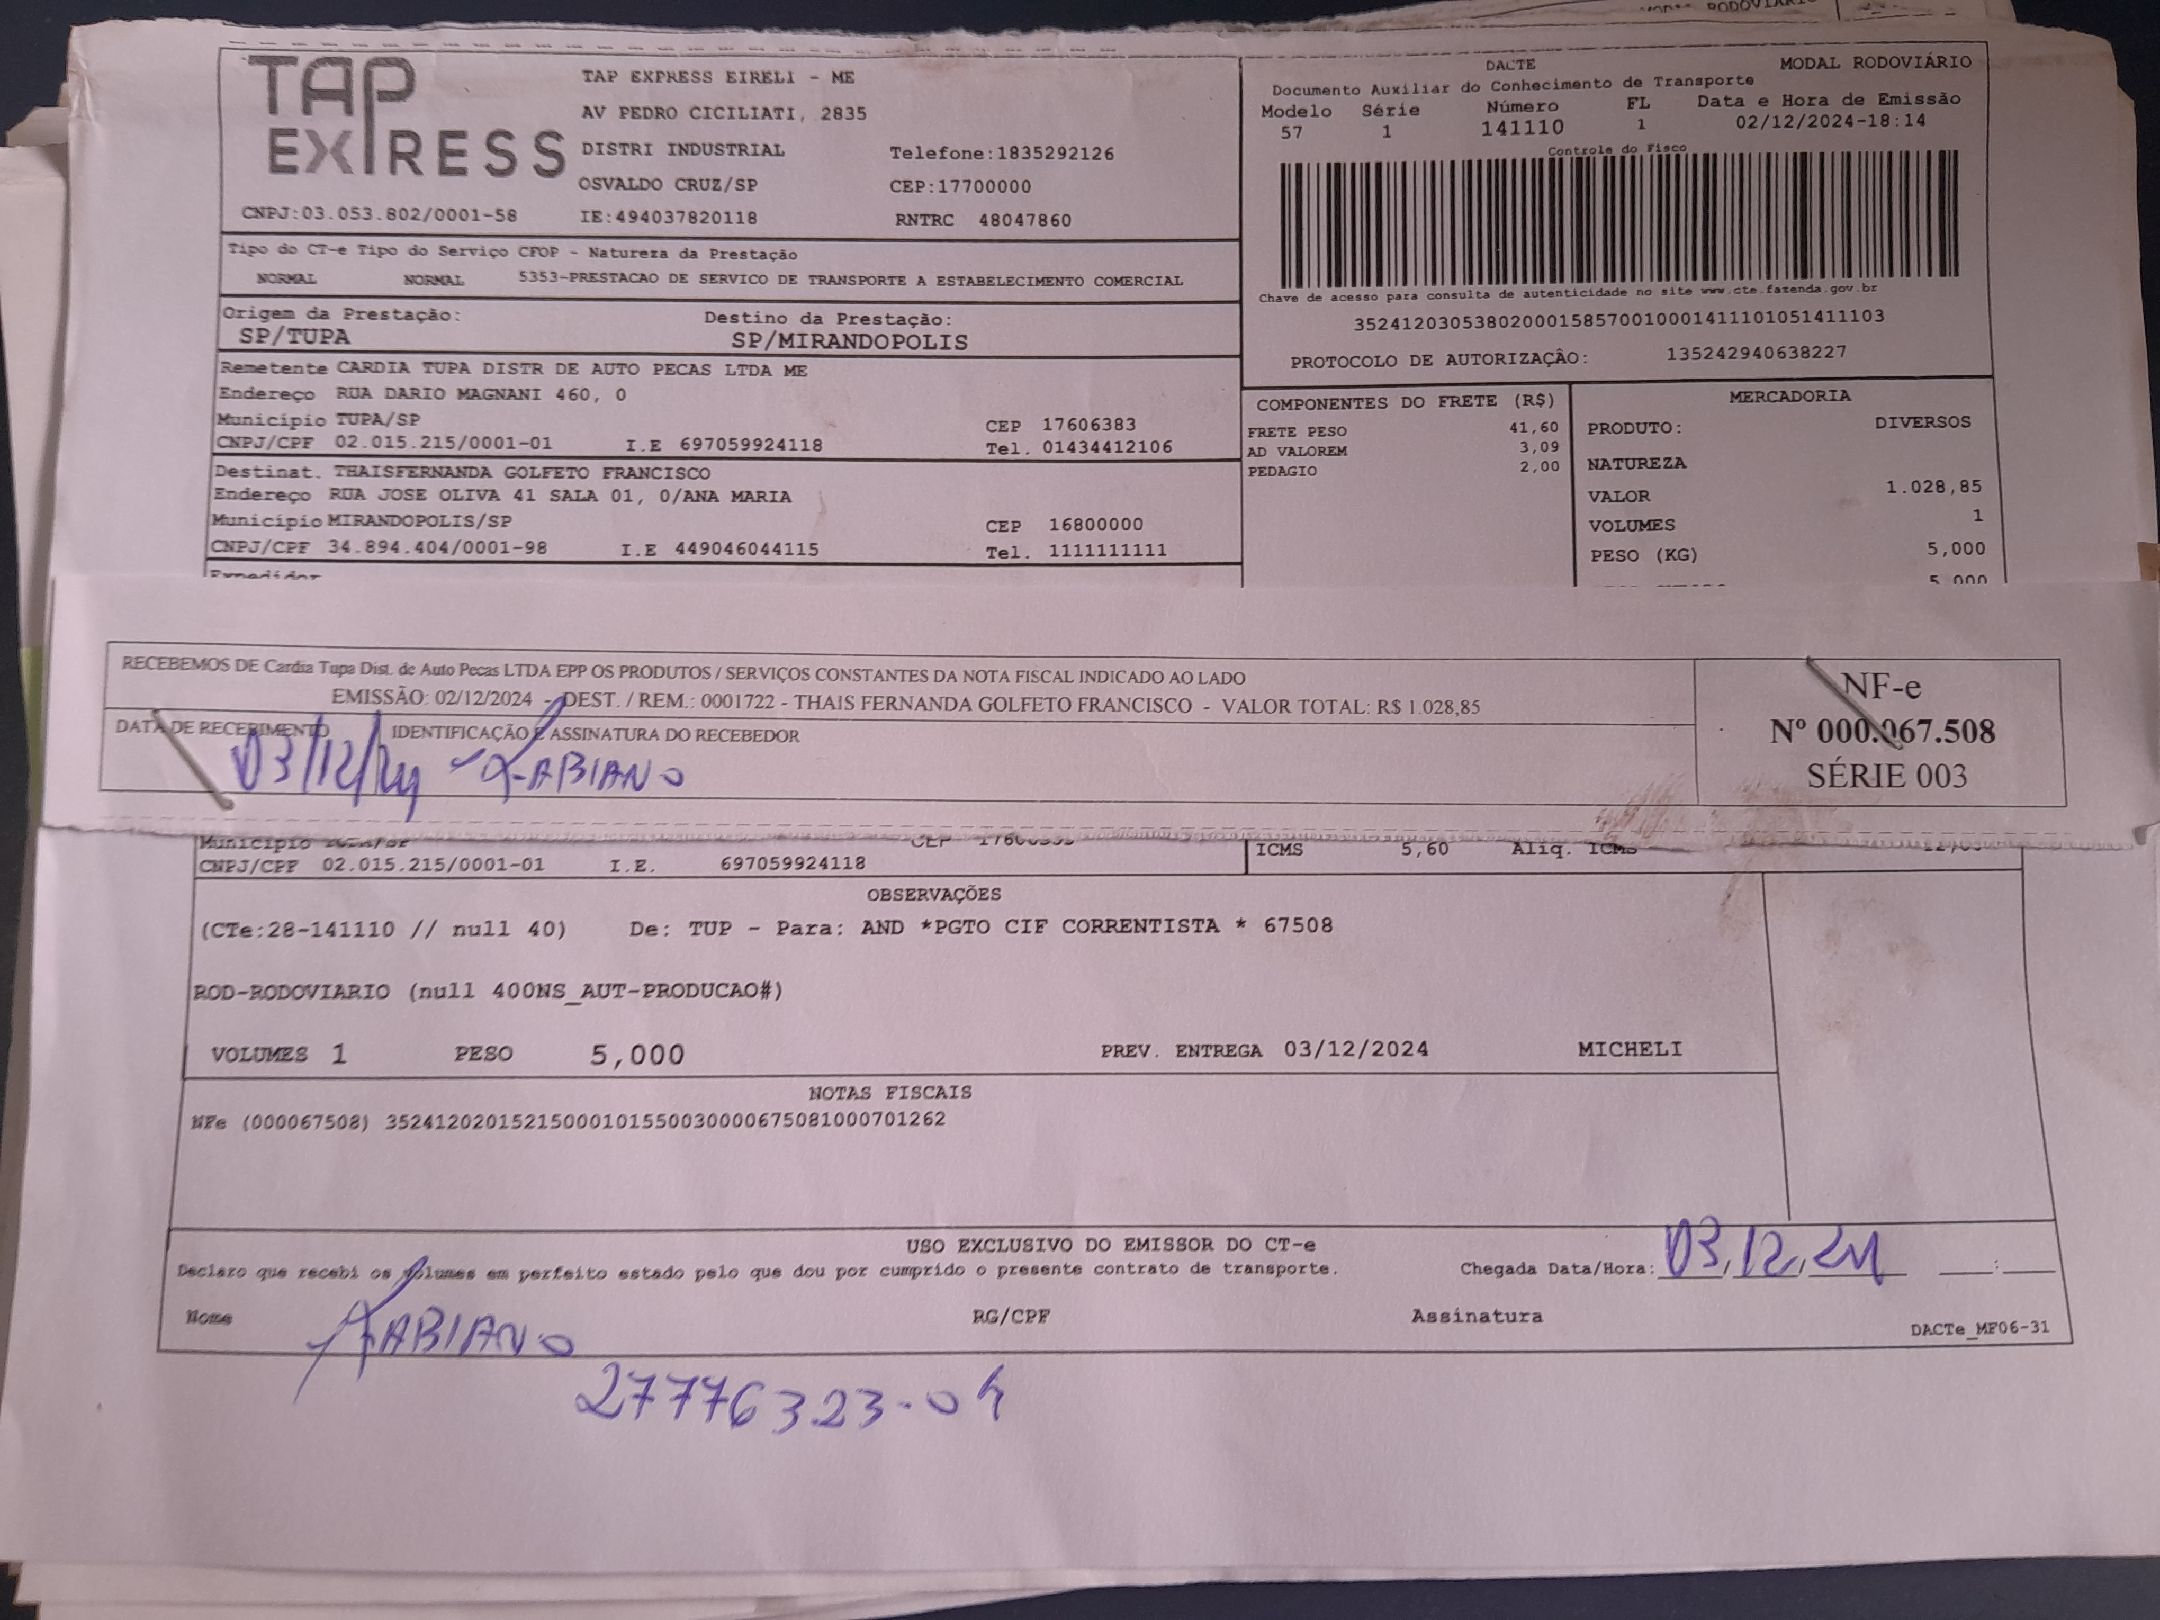 MODAL RODOVIÁRIO
TAP EXPRESS
TAP EXPRESS EIRELI - ME
AV PEDRO CICILIATI, 2835
DISTRI INDUSTRIAL Telefone:1835292126
OSVALDO CRUZ/SP CEP:17700000
CNPJ:03.053.802/0001-58 IE:494037820118 RNTRC 48047860
DACTE MODAL RODOVIÁRIO
Documento Auxiliar do Conhecimento de Transporte
Modelo Série Número FL Data e Hora de Emissão
57 1 141110 1 02/12/2024-18:14
Controle do Fisco
Chave de acesso para consulta de autenticidade no site www.cte.fazenda.gov.br
35241203053802000158570010001411101051411103
PROTOCOLO DE AUTORIZAÇÃO: 135242940638227
Tipo do CT-e Tipo do Serviço CFOP - Natureza da Prestação
NORMAL NORMAL 5353-PRESTACAO DE SERVICO DE TRANSPORTE A ESTABELECIMENTO COMERCIAL
Origem da Prestação: Destino da Prestação:
SP/TUPA SP/MIRANDOPOLIS
Remetente CARDIA TUPA DISTR DE AUTO PECAS LTDA ME
Endereço RUA DARIO MAGNANI 460, 0
Município TUPA/SP CEP 17606383
CNPJ/CPF 02.015.215/0001-01 I.E 697059924118 Tel. 01434412106
Destinat. THAISFERNANDA GOLFETO FRANCISCO
Endereço RUA JOSE OLIVA 41 SALA 01, 0/ANA MARIA
Município MIRANDOPOLIS/SP CEP 16800000
CNPJ/CPF 34.894.404/0001-98 I.E 449046044115 Tel. 1111111111
Expedidor
COMPONENTES DO FRETE (R$)
FRETE PESO 41,60
AD VALOREM 3,09
PEDAGIO 2,00
MERCADORIA
PRODUTO: DIVERSOS
NATUREZA
VALOR 1.028,85
VOLUMES 1
PESO (KG) 5,000
5,000
RECEBEMOS DE Cardia Tupa Dist. de Auto Pecas LTDA EPP OS PRODUTOS / SERVIÇOS CONSTANTES DA NOTA FISCAL INDICADO AO LADO
EMISSÃO: 02/12/2024 - DEST. / REM.: 0001722 - THAIS FERNANDA GOLFETO FRANCISCO - VALOR TOTAL: R$ 1.028,85
DATA DE RECEBIMENTO IDENTIFICAÇÃO E ASSINATURA DO RECEBEDOR
03/12/24 FABIANO
NF-e
Nº 000.067.508
SÉRIE 003
Município TUPA/SP CEP
CNPJ/CPF 02.015.215/0001-01 I.E. 697059924118
ICMS 5,60 Aliq. ICMS
OBSERVAÇÕES
(CTe:28-141110 // null 40) De: TUP - Para: AND *PGTO CIF CORRENTISTA * 67508
ROD-RODOVIARIO (null 400NS_AUT-PRODUCAO#)
VOLUMES 1 PESO 5,000 PREV. ENTREGA 03/12/2024 MICHELI
NOTAS FISCAIS
NFe (000067508) 35241202015215000101550030000675081000701262
USO EXCLUSIVO DO EMISSOR DO CT-e
Declaro que recebi os volumes em perfeito estado pelo que dou por cumprido o presente contrato de transporte. Chegada Data/Hora: 03/12/24 __:__
Nome FABIANO RG/CPF Assinatura
DACTe_MF06-31
27776323-04